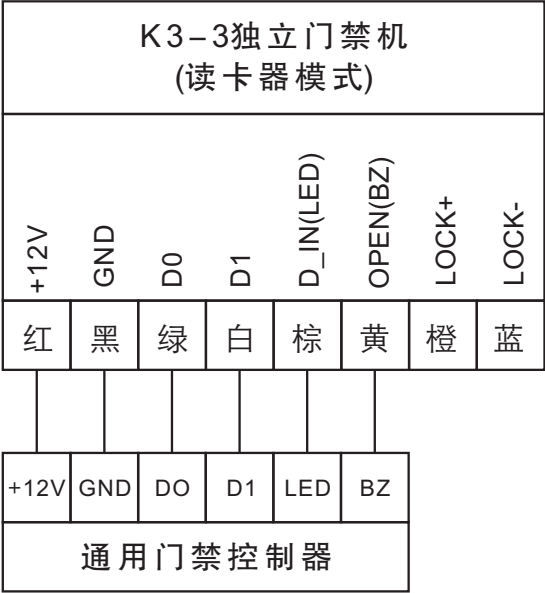 K3-3独立门禁机
(读卡器模式)
+12V GND D0 D1 D_IN(LED) OPEN(BZ) LOCK+ LOCK-
红 黑 绿 白 棕 黄 橙 蓝
+12V GND DO D1 LED BZ
通用门禁控制器